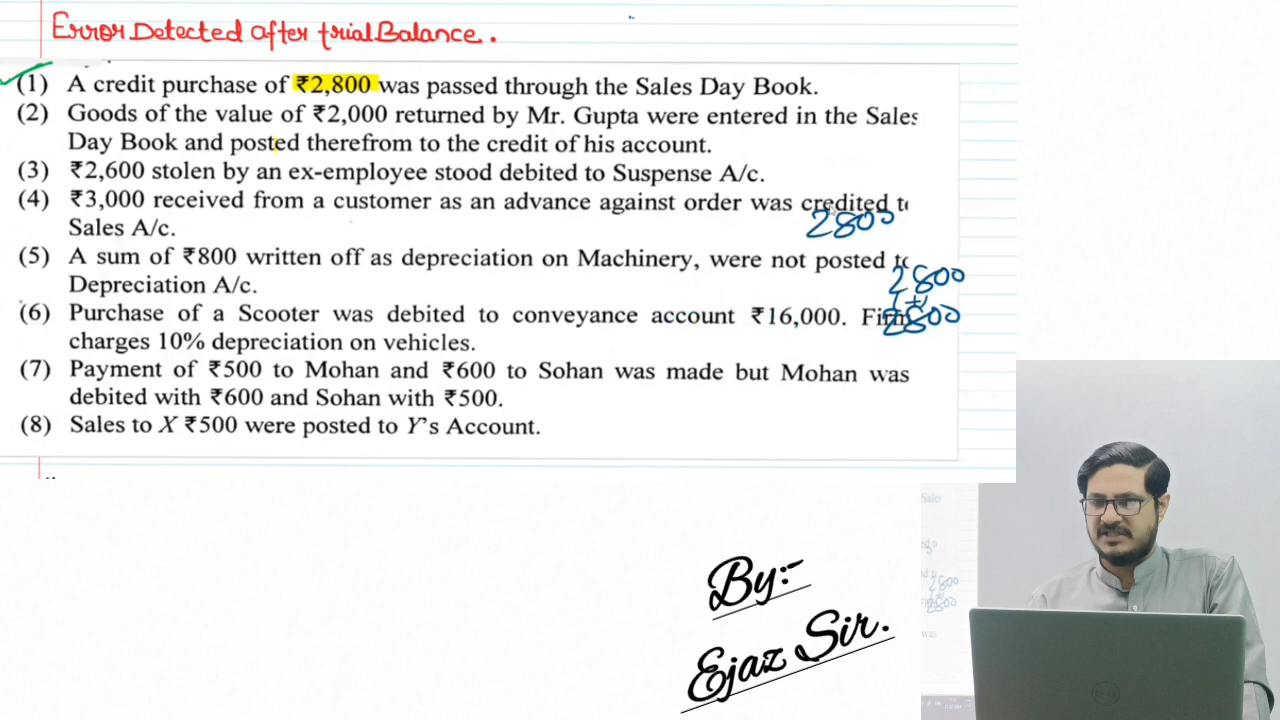 Error Detected after trial Balance.
(1) A credit purchase of ₹2,800 was passed through the Sales Day Book.
(2) Goods of the value of ₹2,000 returned by Mr. Gupta were entered in the Sales
Day Book and posted therefrom to the credit of his account.
(3) ₹2,600 stolen by an ex-employee stood debited to Suspense A/c.
(4) ₹3,000 received from a customer as an advance against order was credited to
Sales A/c.
2800
(5) A sum of ₹800 written off as depreciation on Machinery, were not posted to
Depreciation A/c.
2800
(+)
2800
(6) Purchase of a Scooter was debited to conveyance account ₹16,000. Firm
charges 10% depreciation on vehicles.
(7) Payment of ₹500 to Mohan and ₹600 to Sohan was made but Mohan was
debited with ₹600 and Sohan with ₹500.
(8) Sales to X ₹500 were posted to Y's Account.
By:-
Ejaz Sir.
Sales
2800
2800
was
DELL